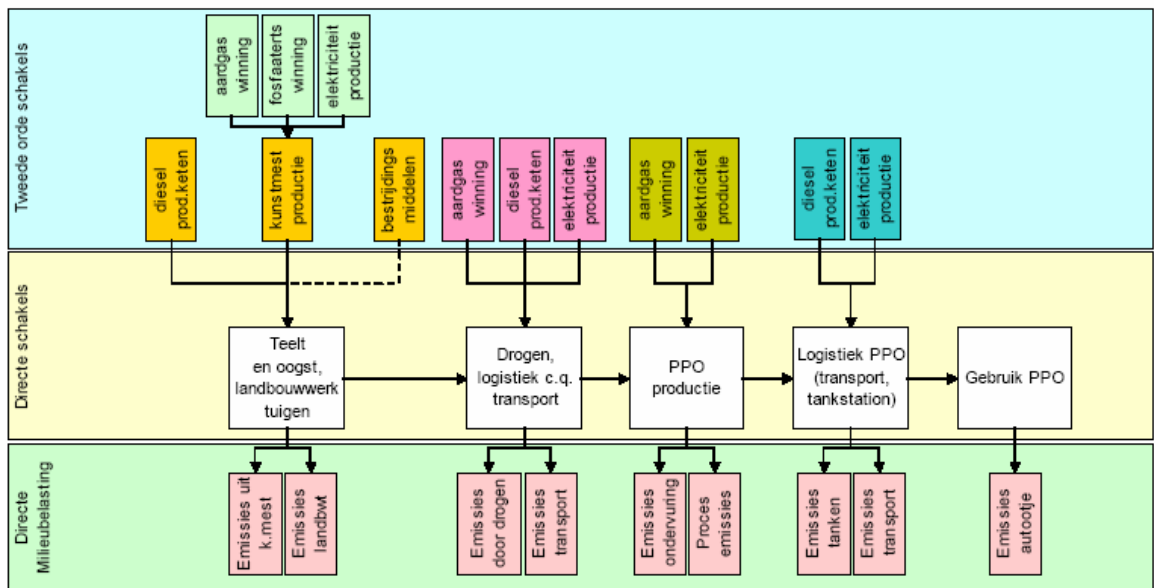 Tweede orde schakels
aardgas
winning
fosfaaterts
winning
elektriciteit
productie
diesel
prod.keten
kunstmest
productie
bestrijdings
middelen
aardgas
winning
diesel
prod.keten
elektriciteit
productie
aardgas
winning
elektriciteit
productie
diesel
prod.keten
elektriciteit
productie
Directe schakels
Teelt
en oogst,
landbouwwerk
tuigen
Drogen,
logistiek c.q.
transport
PPO
productie
Logistiek PPO
(transport,
tankstation)
Gebruik PPO
Directe
Milieubelasting
Emissies uit
k.mest
Emissies
landbwt
Emissies
door drogen
Emissies
transport
Emissies
ondervuring
Proces
emissies
Emissies
tanken
Emissies
transport
Emissies
autootje